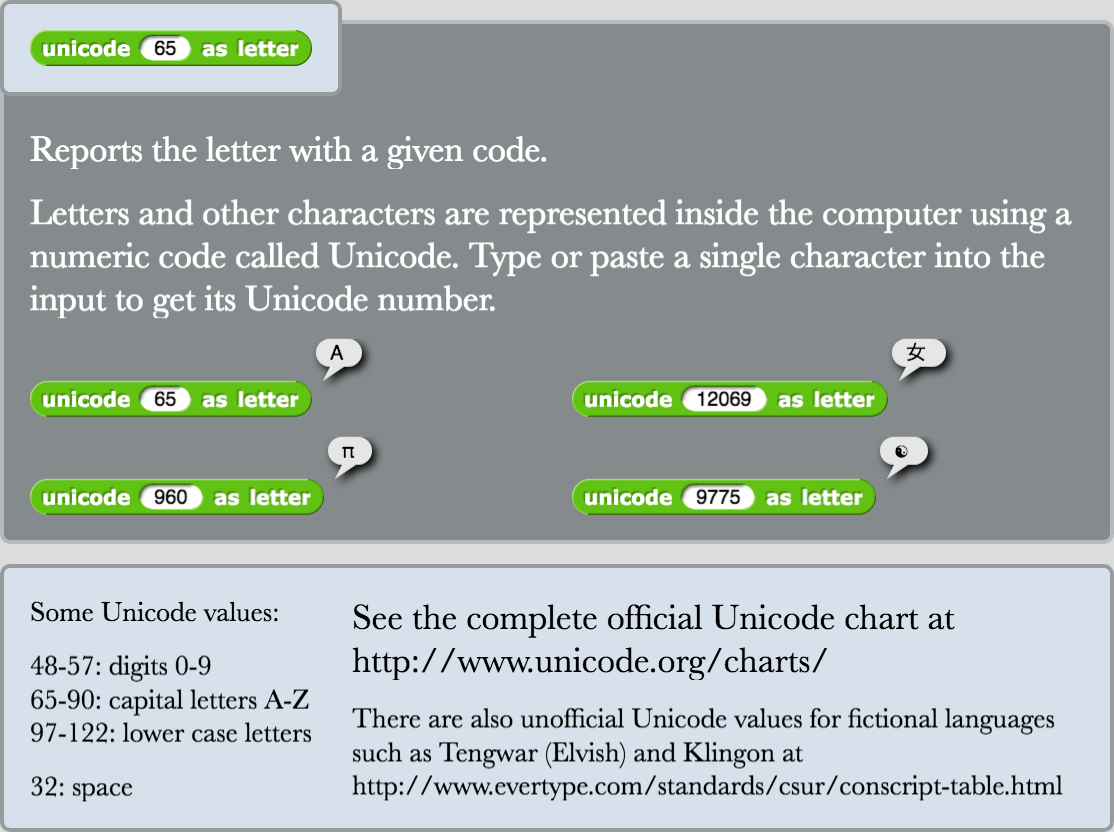 unicode 65 as letter
Reports the letter with a given code.
Letters and other characters are represented inside the computer using a
numeric code called Unicode. Type or paste a single character into the
input to get its Unicode number.
A
unicode 65 as letter
女
unicode 12069 as letter
π
unicode 960 as letter
☯
unicode 9775 as letter
Some Unicode values:
48-57: digits 0-9
65-90: capital letters A-Z
97-122: lower case letters
32: space
See the complete official Unicode chart at
http://www.unicode.org/charts/
There are also unofficial Unicode values for fictional languages
such as Tengwar (Elvish) and Klingon at
http://www.evertype.com/standards/csur/conscript-table.html